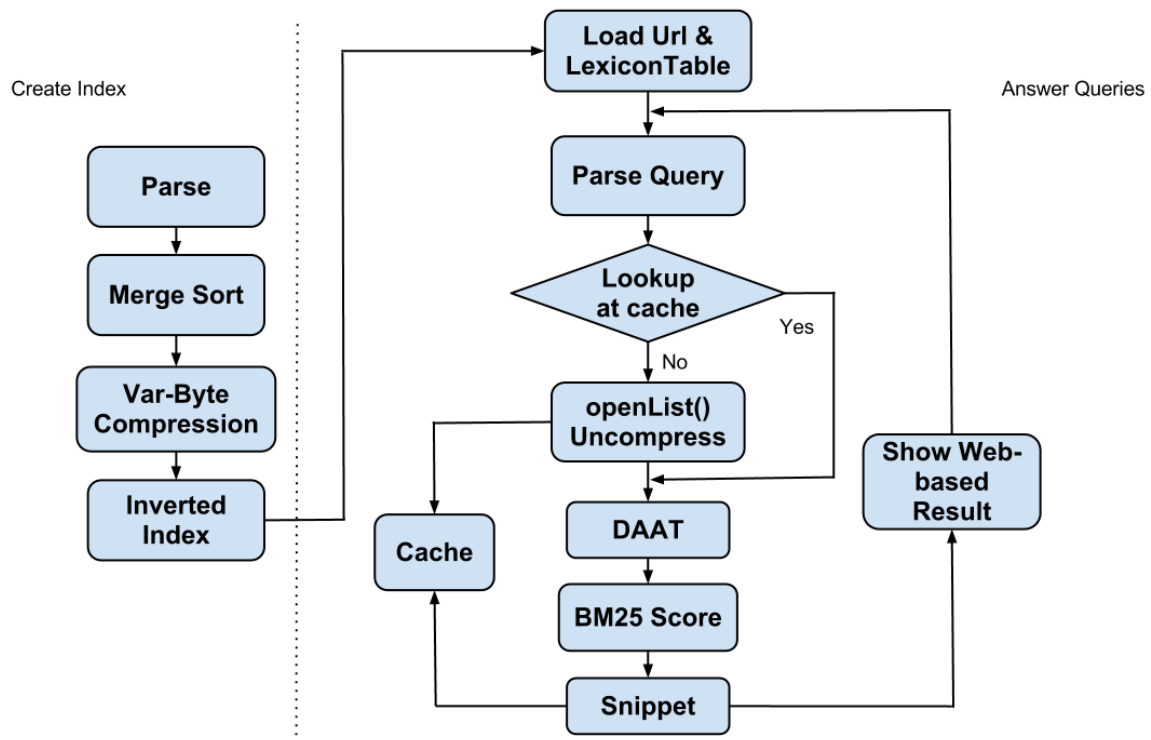 Create Index
Parse
Merge Sort
Var-Byte
Compression
Inverted
Index
Load Url &
LexiconTable
Answer Queries
Parse Query
Lookup
at cache
Yes
No
openList()
Uncompress
Cache
DAAT
BM25 Score
Snippet
Show Web-
based
Result